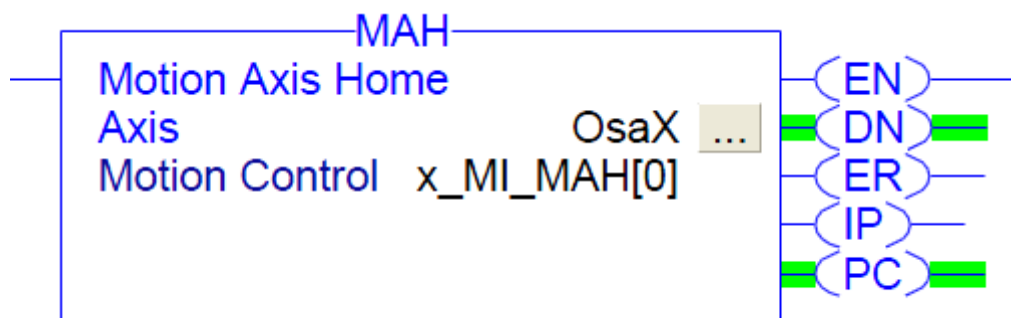 MAH
Motion Axis Home
Axis OsaX ...
Motion Control x_MI_MAH[0]
EN
DN
ER
IP
PC